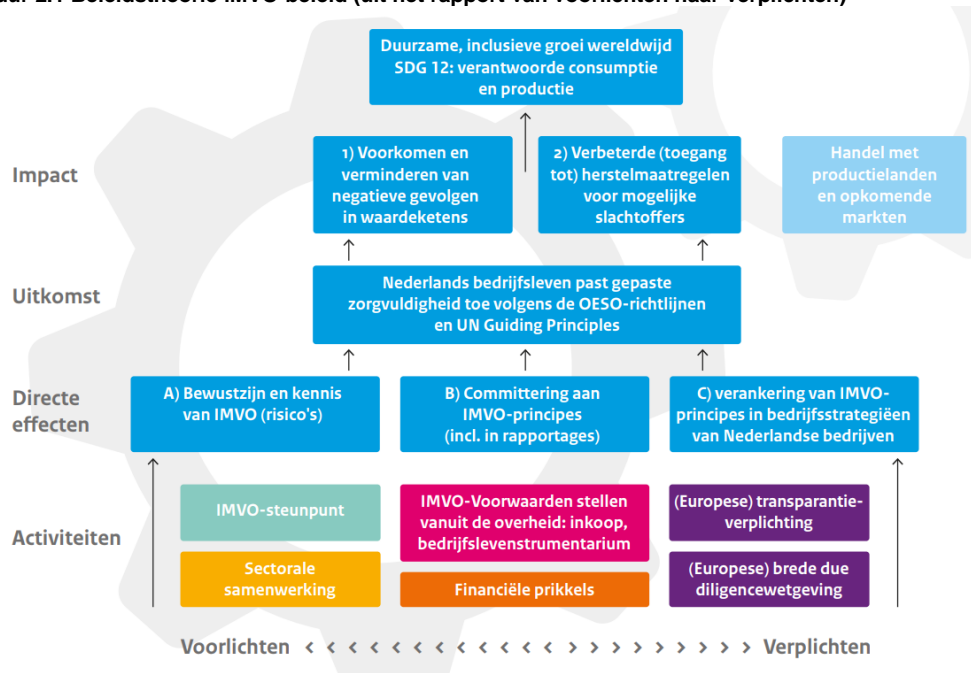 Duurzame, inclusieve groei wereldwijd
SDG 12: verantwoorde consumptie
en productie
Impact
1) Voorkomen en
verminderen van
negatieve gevolgen
in waardeketens
2) Verbeterde (toegang
tot) herstelmaatregelen
voor mogelijke
slachtoffers
Handel met
productielanden
en opkomende
markten
Uitkomst
Nederlands bedrijfsleven past gepaste
zorgvuldigheid toe volgens de OESO-richtlijnen
en UN Guiding Principles
Directe
effecten
A) Bewustzijn en kennis
van IMVO (risico's)
B) Committering aan
IMVO-principes
(incl. in rapportages)
C) verankering van IMVO-
principes in bedrijfsstrategiëen
van Nederlandse bedrijven
Activiteiten
IMVO-steunpunt
Sectorale
samenwerking
IMVO-Voorwaarden stellen
vanuit de overheid: inkoop,
bedrijfslevenstrumentarium
Financiële prikkels
(Europese) transparantie-
verplichting
(Europese) brede due
diligencewetgeving
Voorlichten < < < < < < < < < < < < < > > > > > > > > Verplichten